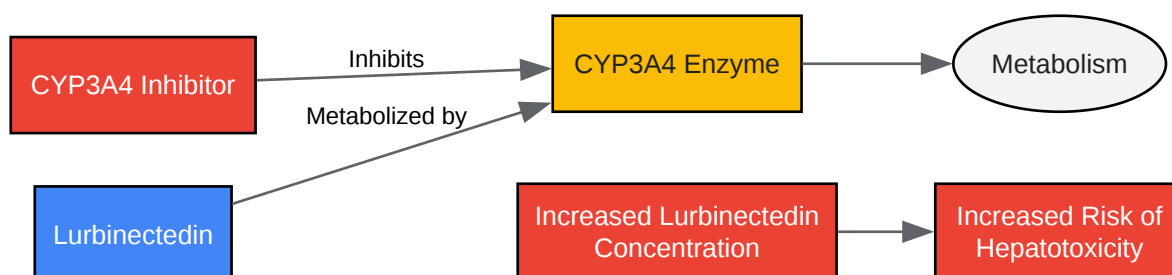 CYP3A4 Inhibitor
Inhibits
CYP3A4 Enzyme
Metabolism
Metabolized by
Lurbinectedin
Increased Lurbinectedin
Concentration
Increased Risk of
Hepatotoxicity